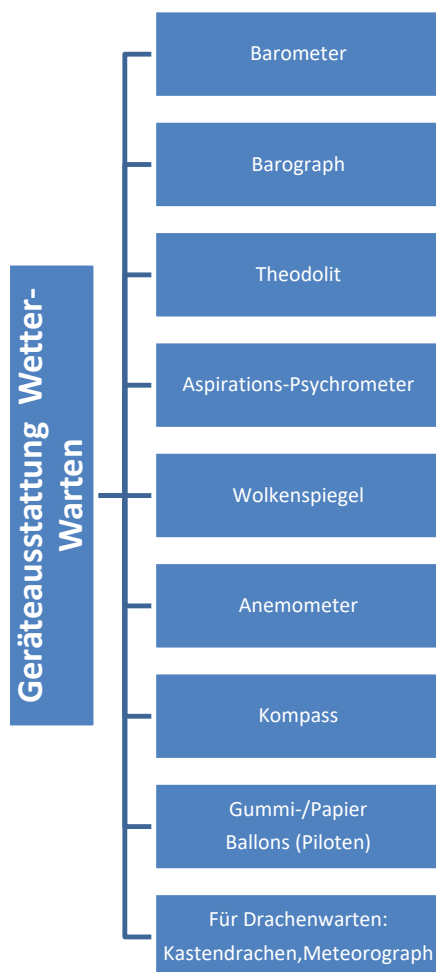 Geräteausstattung Wetter-
Warten
Barometer
Barograph
Theodolit
Aspirations-Psychrometer
Wolkenspiegel
Anemometer
Kompass
Gummi-/Papier
Ballons (Piloten)
Für Drachenwarten:
Kastendrachen,Meteorograph